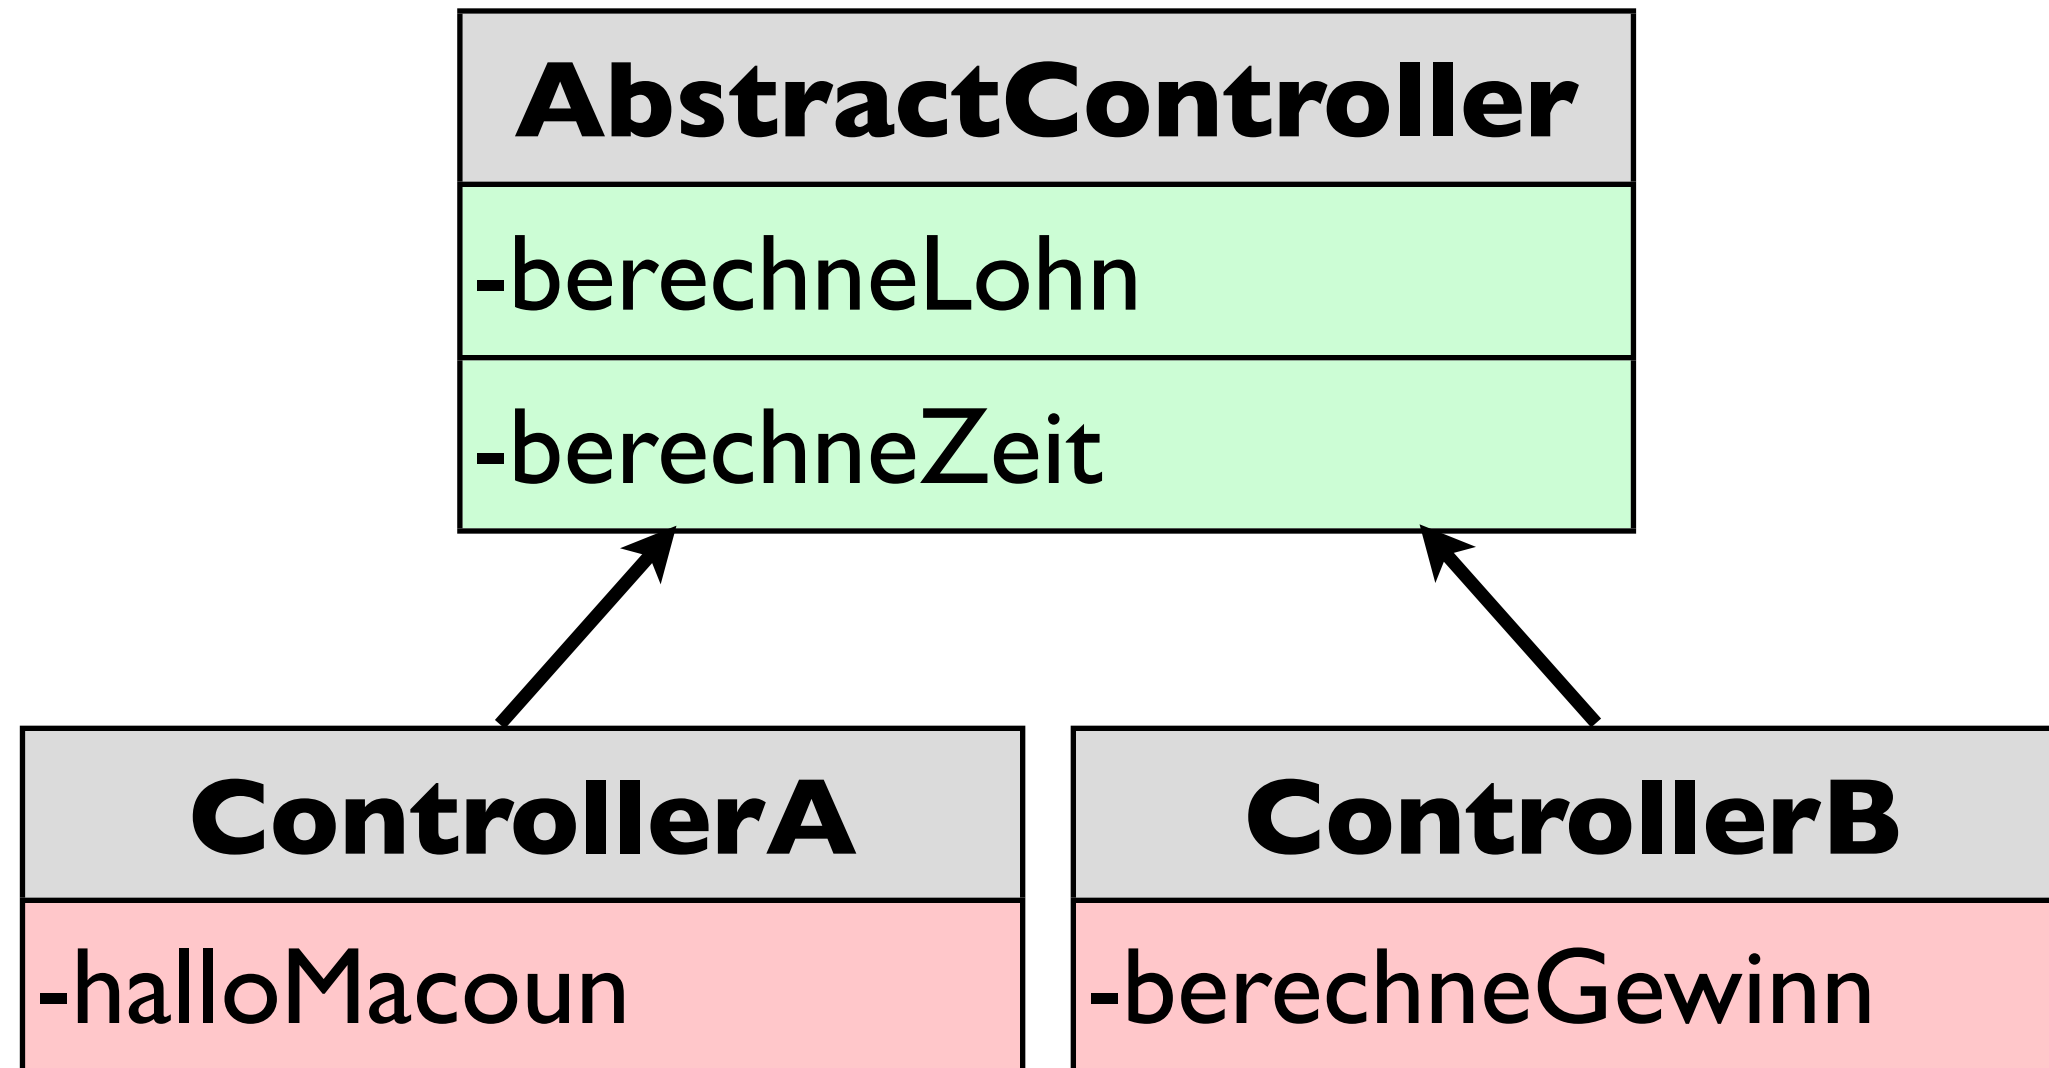 AbstractController
-berechneLohn
-berechneZeit
ControllerA
ControllerB
-halloMacoun
-berechneGewinn